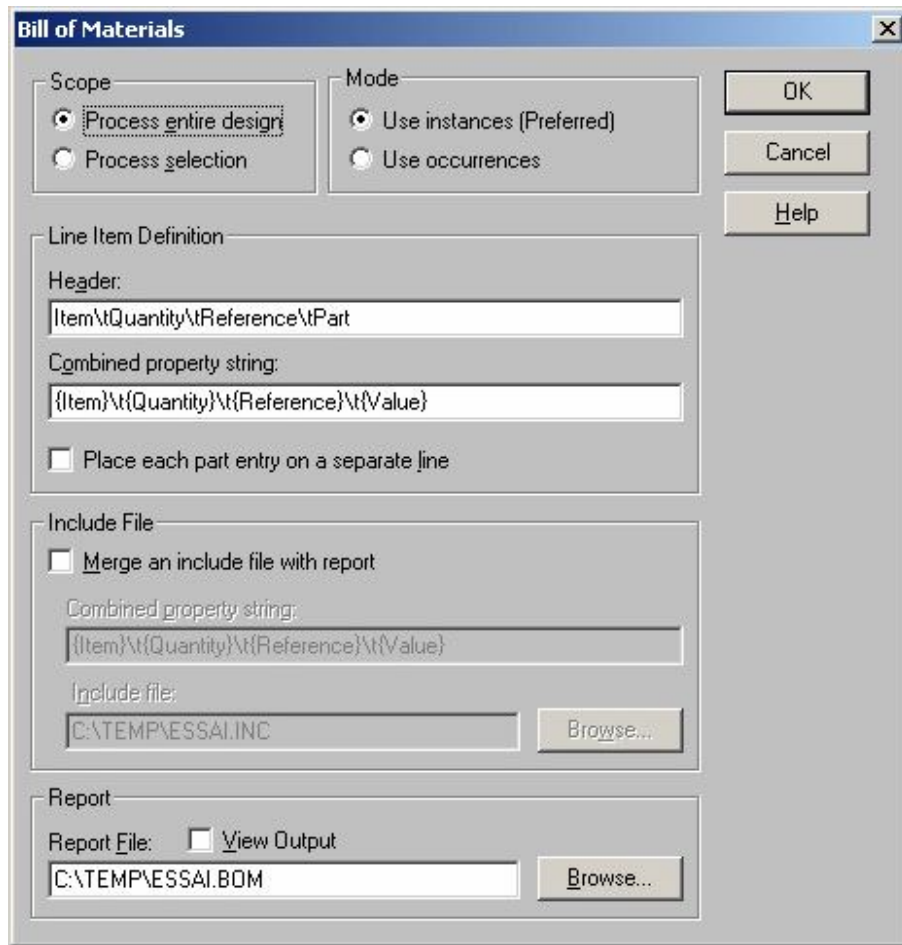 Bill of Materials
Scope
Process entire design
Process selection
Mode
Use instances (Preferred)
Use occurrences
OK
Cancel
Help
Line Item Definition
Header:
Item\tQuantity\tReference\tPart
Combined property string:
{Item}\t{Quantity}\t{Reference}\t{Value}
Place each part entry on a separate line
Include File
Merge an include file with report
Combined property string:
{Item}\t{Quantity}\t{Reference}\t{Value}
Include file:
C:\TEMP\ESSAI.INC
Browse...
Report
Report File:
View Output
C:\TEMP\ESSAI.BOM
Browse...